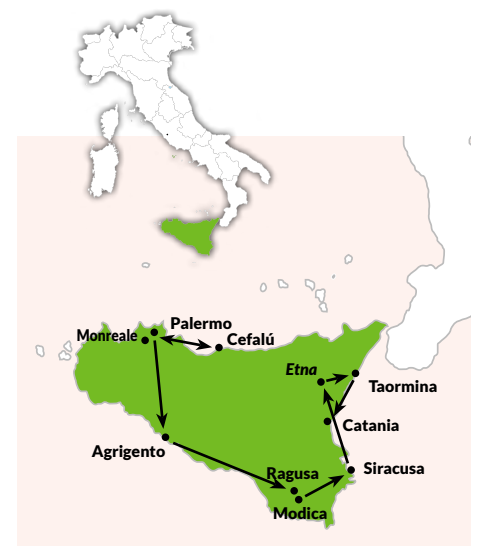 Palermo
Monreale
Cefalú
Etna
Taormina
Catania
Agrigento
Siracusa
Ragusa
Modica